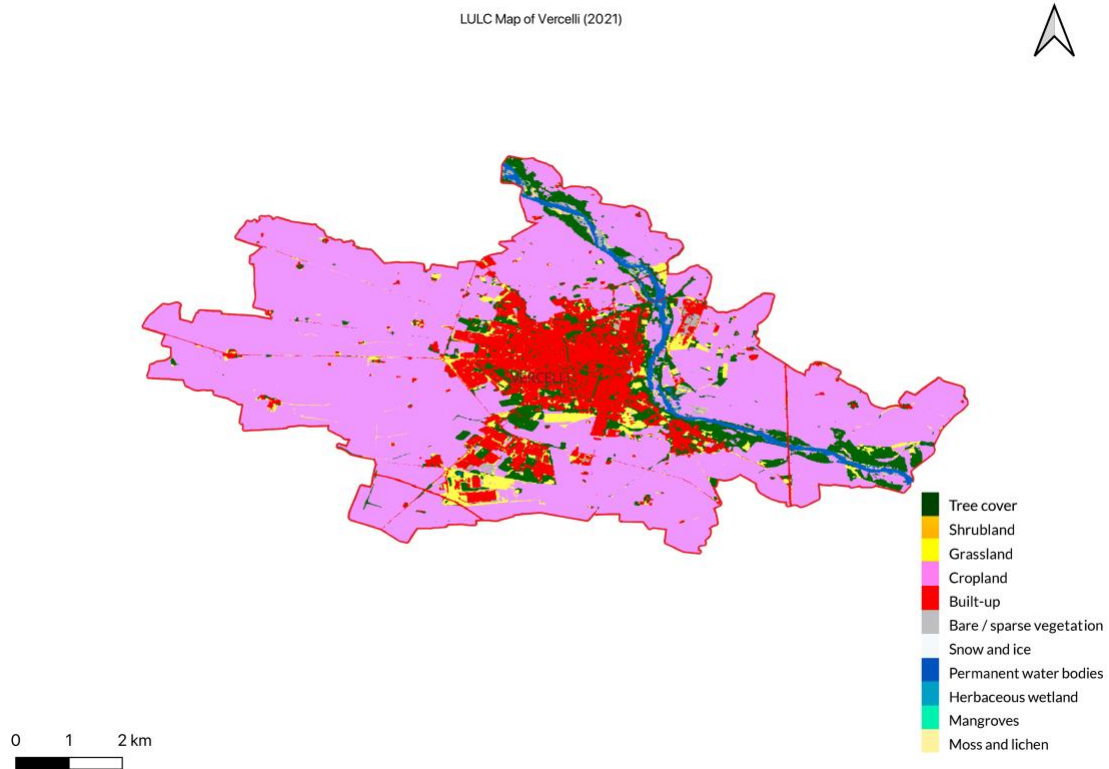 LULC Map of Vercelli (2021)
VERCELLI
Tree cover
Shrubland
Grassland
Cropland
Built-up
Bare / sparse vegetation
Snow and ice
Permanent water bodies
Herbaceous wetland
Mangroves
Moss and lichen
0 1 2 km